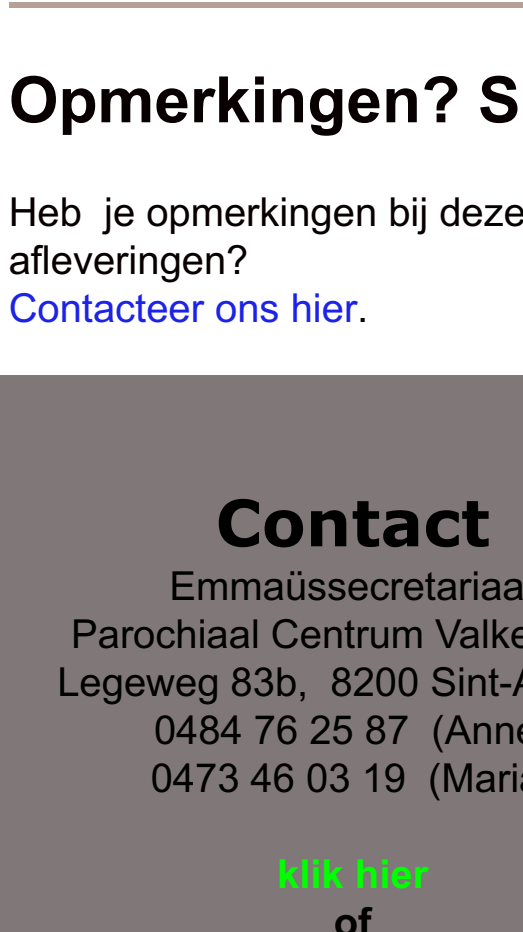 Opmerkingen? S
Heb je opmerkingen bij deze
afleveringen?
Contacteer ons hier.
Contact
Emmaüssecretariaa
Parochiaal Centrum Valke
Legeweg 83b, 8200 Sint-A
0484 76 25 87 (Anne
0473 46 03 19 (Maria
klik hier
of